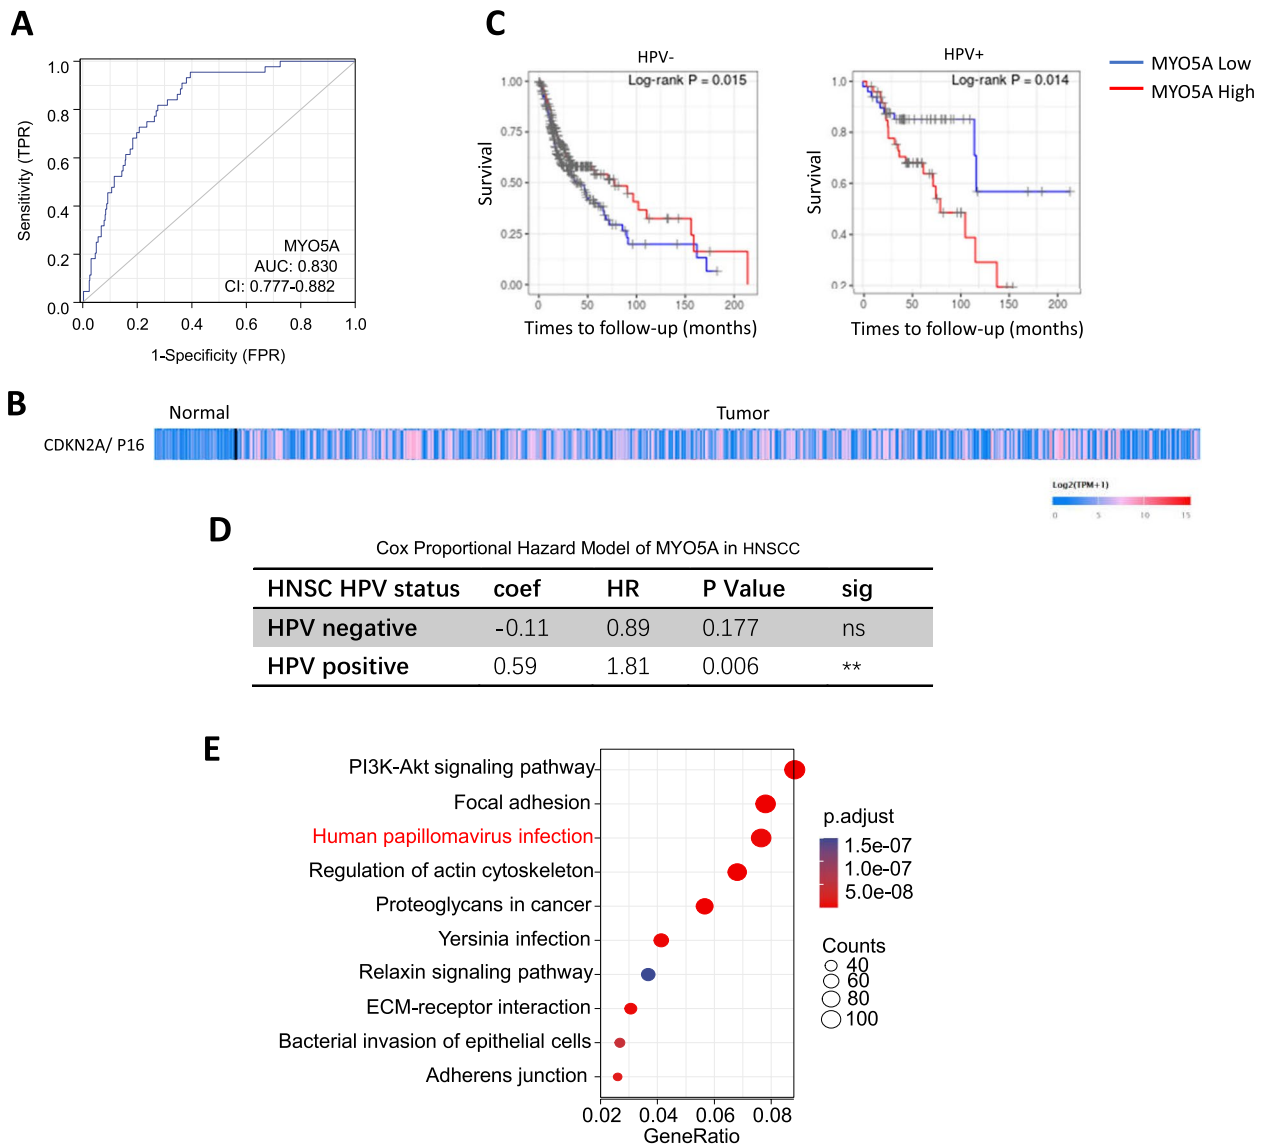 A
1.0
0.8
0.6
0.4
0.2
0.0
Sensitivity (TPR)
MYO5A
AUC: 0.830
CI: 0.777-0.882
0.0 0.2 0.4 0.6 0.8 1.0
1-Specificity (FPR)
C
HPV-
Log-rank P = 0.015
1.00
0.75
0.50
0.25
0.00
Survival
0 50 100 150 200
Times to follow-up (months)
HPV+
Log-rank P = 0.014
1.0
0.8
0.6
0.4
0.2
Survival
0 50 100 150 200
Times to follow-up (months)
MYO5A Low
MYO5A High
B
Normal Tumor
CDKN2A/ P16
Log2(TPM+1)
0 5 10 15
D
Cox Proportional Hazard Model of MYO5A in HNSCC
HNSC HPV status coef HR P Value sig
HPV negative -0.11 0.89 0.177 ns
HPV positive 0.59 1.81 0.006 **
E
PI3K-Akt signaling pathway
Focal adhesion
Human papillomavirus infection
Regulation of actin cytoskeleton
Proteoglycans in cancer
Yersinia infection
Relaxin signaling pathway
ECM-receptor interaction
Bacterial invasion of epithelial cells
Adherens junction
0.02 0.04 0.06 0.08
GeneRatio
p.adjust
1.5e-07
1.0e-07
5.0e-08
Counts
40
60
80
100